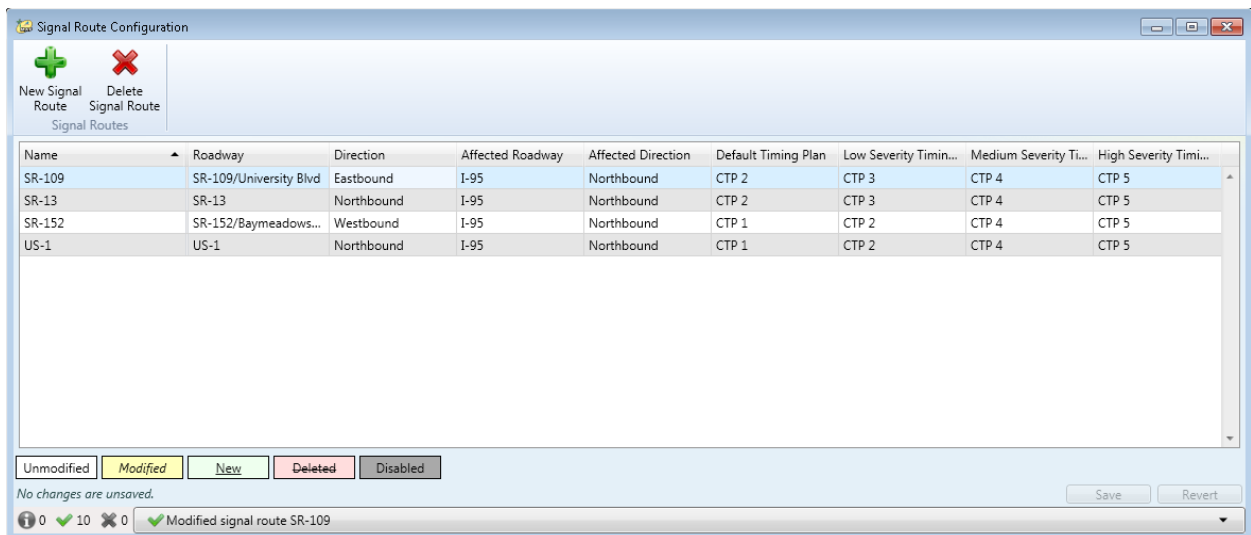 Signal Route Configuration
New Signal Route
Delete Signal Route
Signal Routes
Name Roadway Direction Affected Roadway Affected Direction Default Timing Plan Low Severity Timin... Medium Severity Ti... High Severity Timi...
SR-109 SR-109/University Blvd Eastbound I-95 Northbound CTP 2 CTP 3 CTP 4 CTP 5
SR-13 SR-13 Northbound I-95 Northbound CTP 2 CTP 3 CTP 4 CTP 5
SR-152 SR-152/Baymeadows... Westbound I-95 Northbound CTP 1 CTP 2 CTP 4 CTP 5
US-1 US-1 Northbound I-95 Northbound CTP 1 CTP 2 CTP 4 CTP 5
Unmodified Modified New Deleted Disabled
No changes are unsaved. Save Revert
0 10 0 Modified signal route SR-109